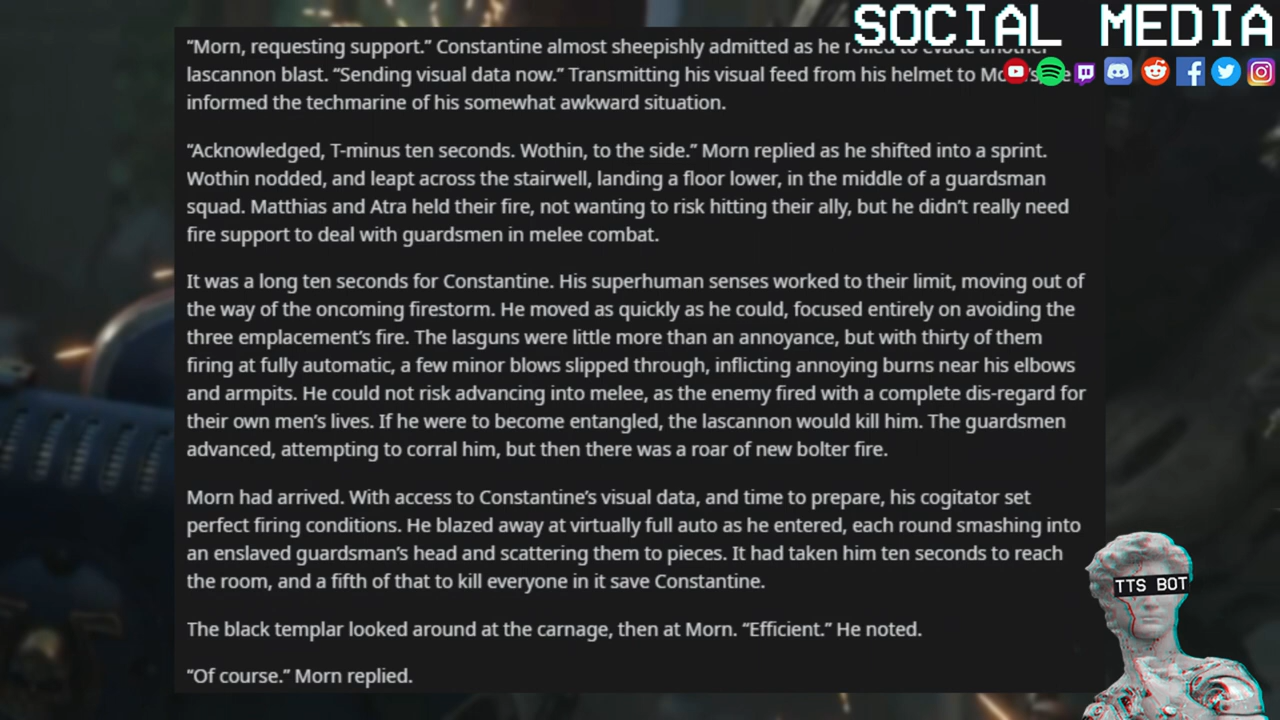 SOCIAL MEDIA
“Morn, requesting support.” Constantine almost sheepishly admitted as he rolled to evade another
lascannon blast. “Sending visual data now.” Transmitting his visual feed from his helmet to
informed the techmarine of his somewhat awkward situation.
“Acknowledged, T-minus ten seconds. Wothin, to the side.” Morn replied as he shifted into a sprint.
Wothin nodded, and leapt across the stairwell, landing a floor lower, in the middle of a guardsman
squad. Matthias and Atra held their fire, not wanting to risk hitting their ally, but he didn’t really need
fire support to deal with guardsmen in melee combat.
It was a long ten seconds for Constantine. His superhuman senses worked to their limit, moving out of
the way of the oncoming firestorm. He moved as quickly as he could, focused entirely on avoiding the
three emplacement’s fire. The lasguns were little more than an annoyance, but with thirty of them
firing at fully automatic, a few minor blows slipped through, inflicting annoying burns near his elbows
and armpits. He could not risk advancing into melee, as the enemy fired with a complete dis-regard for
their own men’s lives. If he were to become entangled, the lascannon would kill him. The guardsmen
advanced, attempting to corral him, but then there was a roar of new bolter fire.
Morn had arrived. With access to Constantine’s visual data, and time to prepare, his cogitator set
perfect firing conditions. He blazed away at virtually full auto as he entered, each round smashing into
an enslaved guardsman’s head and scattering them to pieces. It had taken him ten seconds to reach
the room, and a fifth of that to kill everyone in it save Constantine.
The black templar looked around at the carnage, then at Morn. “Efficient.” He noted.
“Of course.” Morn replied.
TTS BOT